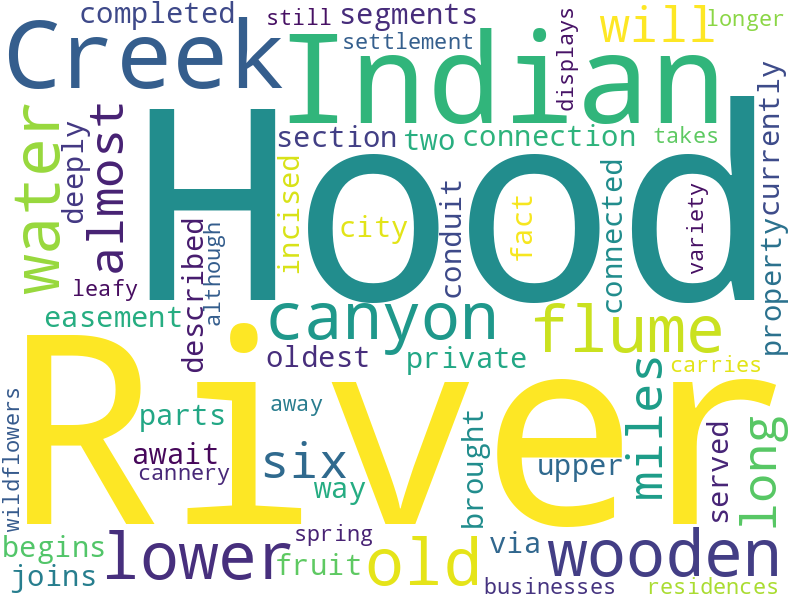 completed
still
segments
will
longer
Creek
Indian
settlement
displays
water
deeply
almost
Hood
section
two
connection
takes
currently
incised
city
conduit
fact
connected
variety
property
leafy
described
although
easement
canyon
flume
oldest
private
carries
River
wildflowers
parts
away
await
cannery
six
way
brought
upper
miles
served
long
begins
joins
lower
spring
fruit
old
via
wooden
businesses
residences